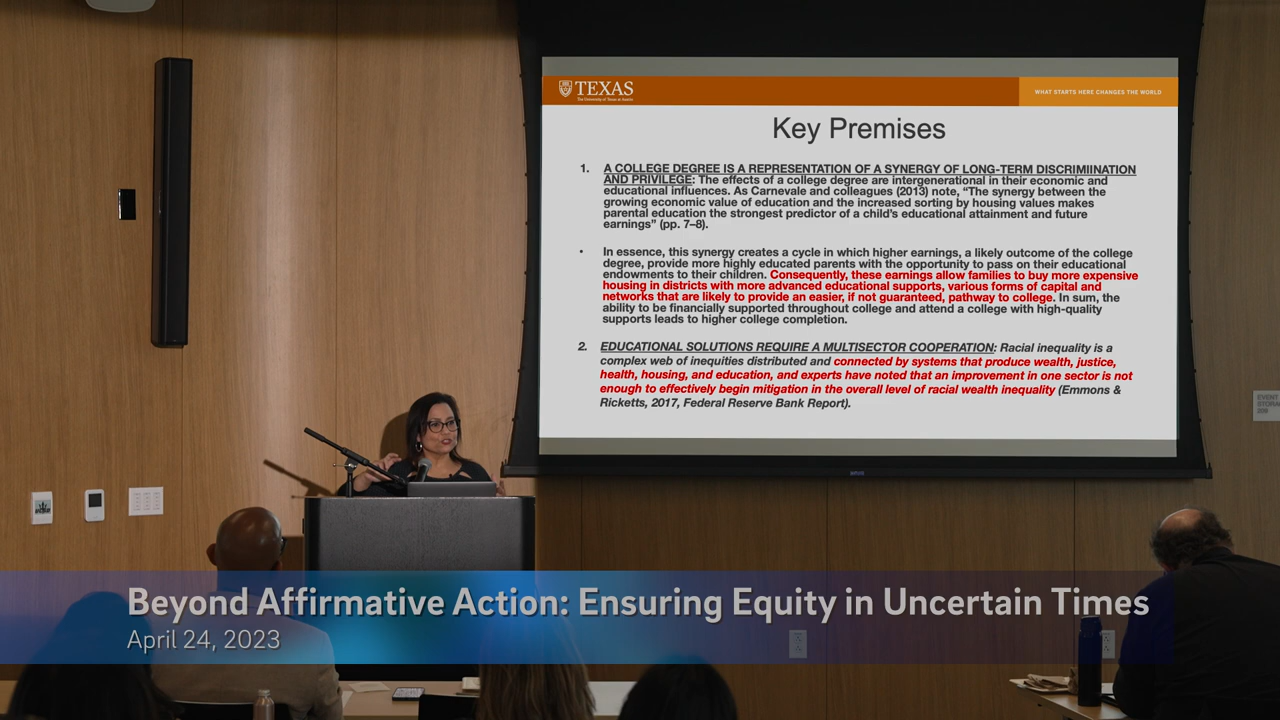 TEXAS
The University of Texas at Austin
WHAT STARTS HERE CHANGES THE WORLD
Key Premises
1. A COLLEGE DEGREE IS A REPRESENTATION OF A SYNERGY OF LONG-TERM DISCRIMIINATION
AND PRIVILEGE: The effects of a college degree are intergenerational in their economic and
educational influences. As Carnevale and colleagues (2013) note, “The synergy between the
growing economic value of education and the increased sorting by housing values makes
parental education the strongest predictor of a child’s educational attainment and future
earnings” (pp. 7–8).
• In essence, this synergy creates a cycle in which higher earnings, a likely outcome of the college
degree, provide more highly educated parents with the opportunity to pass on their educational
endowments to their children. Consequently, these earnings allow families to buy more expensive
housing in districts with more advanced educational supports, various forms of capital and
networks that are likely to provide an easier, if not guaranteed, pathway to college. In sum, the
ability to be financially supported throughout college and attend a college with high-quality
supports leads to higher college completion.
2. EDUCATIONAL SOLUTIONS REQUIRE A MULTISECTOR COOPERATION: Racial inequality is a
complex web of inequities distributed and connected by systems that produce wealth, justice,
health, housing, and education, and experts have noted that an improvement in one sector is not
enough to effectively begin mitigation in the overall level of racial wealth inequality (Emmons &
Ricketts, 2017, Federal Reserve Bank Report).
EVENT
Beyond Affirmative Action: Ensuring Equity in Uncertain Times
April 24, 2023